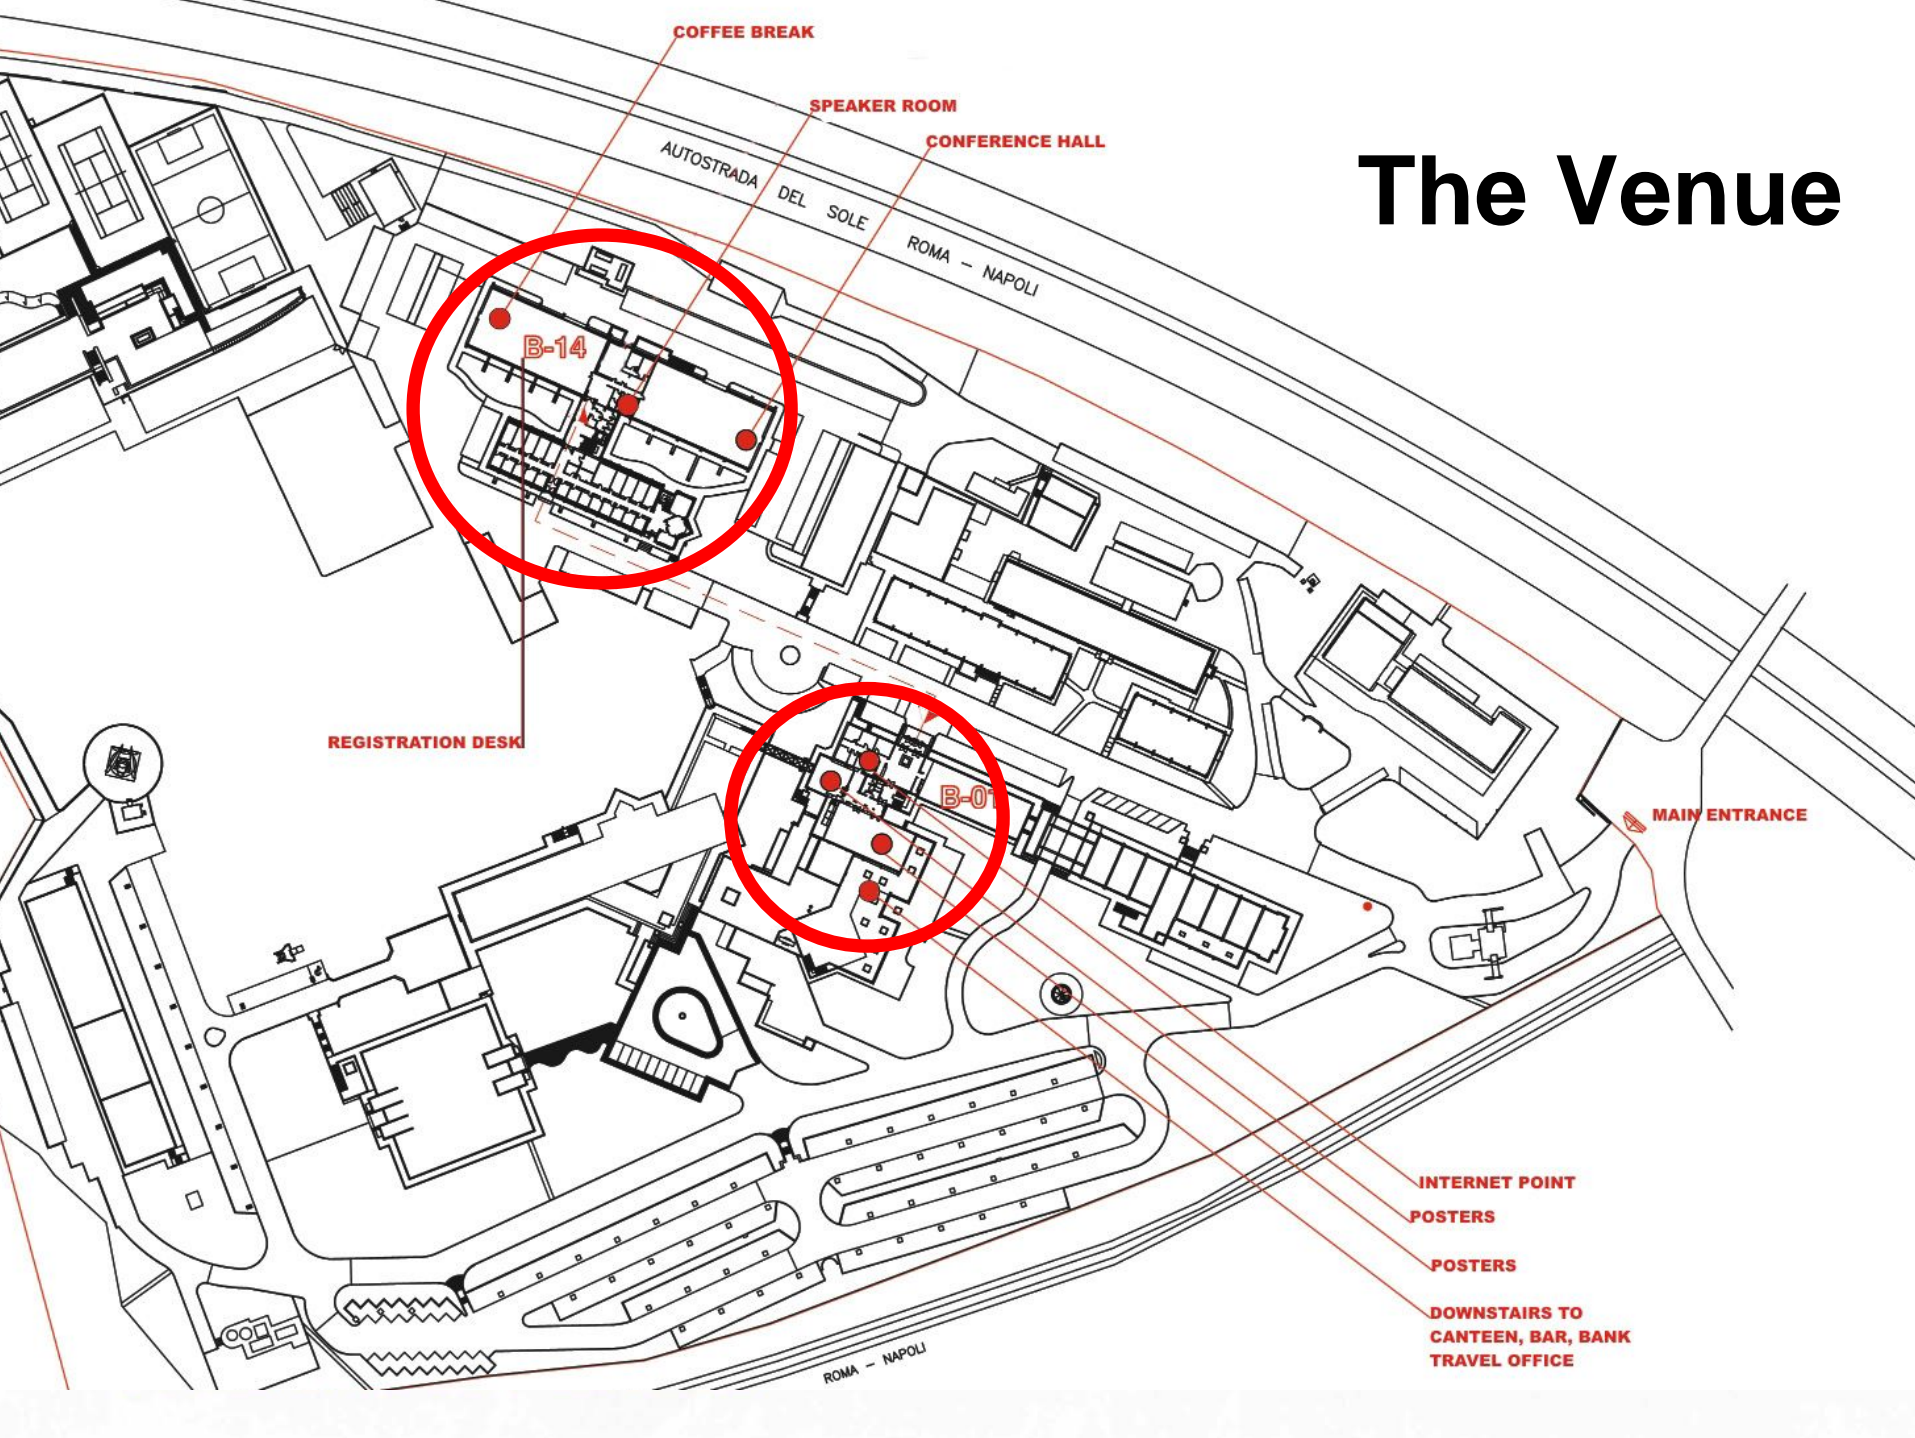 COFFEE BREAK
SPEAKER ROOM
CONFERENCE HALL
AUTOSTRADA DEL SOLE ROMA - NAPOLI
The Venue
B-14
REGISTRATION DESK
B-01
MAIN ENTRANCE
INTERNET POINT
POSTERS
POSTERS
DOWNSTAIRS TO
CANTEEN, BAR, BANK
TRAVEL OFFICE
ROMA - NAPOLI